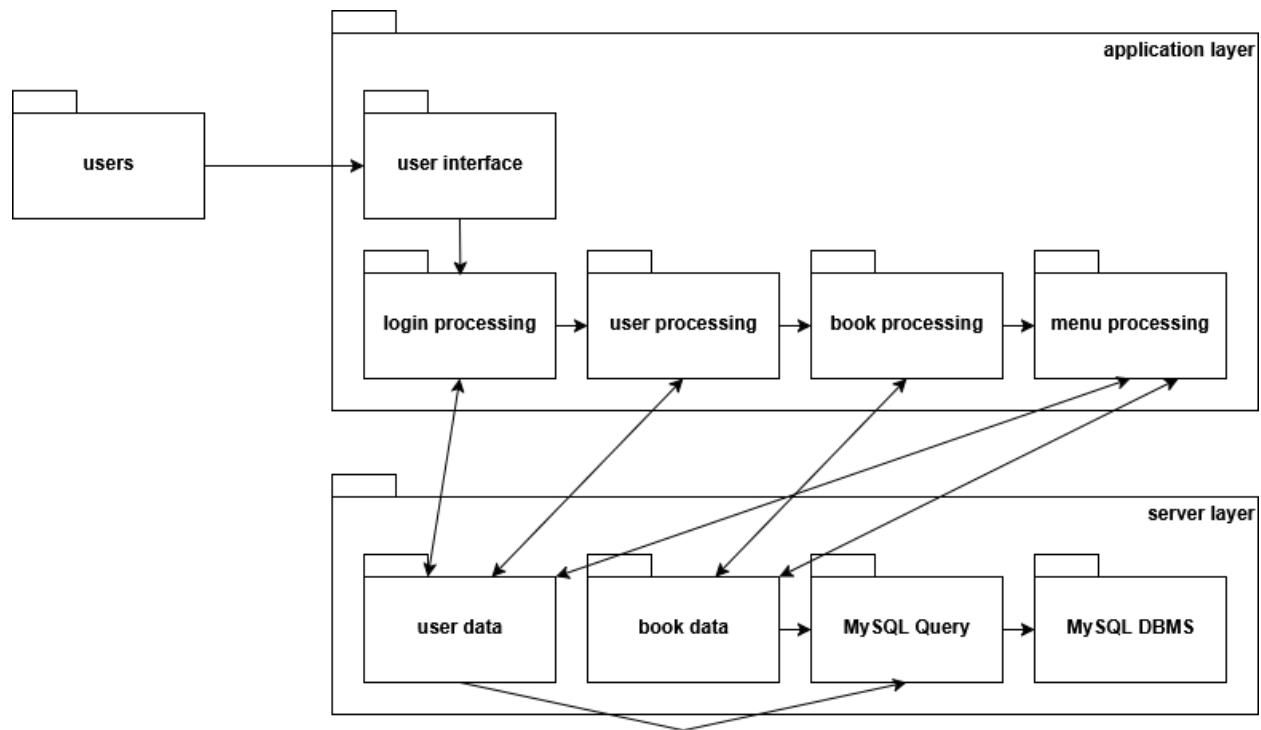 application layer
users
user interface
login processing
user processing
book processing
menu processing
server layer
user data
book data
MySQL Query
MySQL DBMS